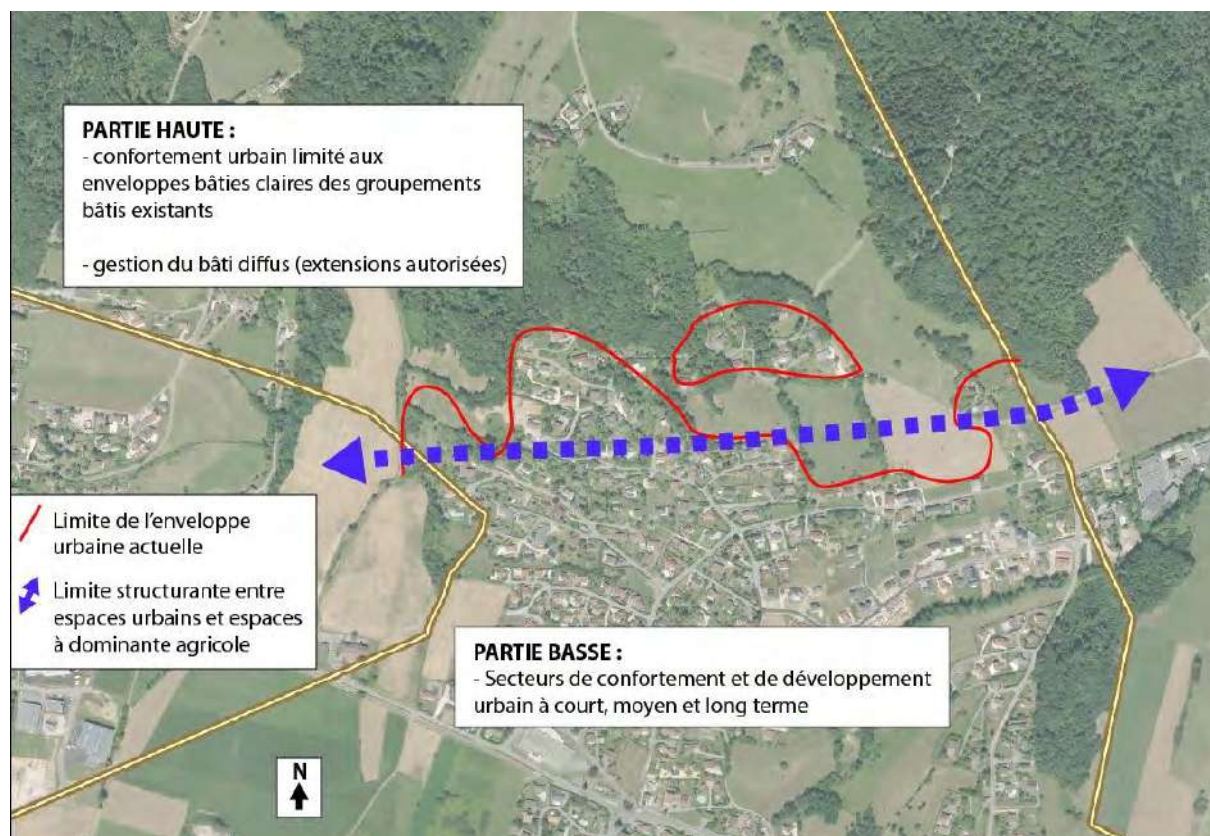 PARTIE HAUTE :
- confortement urbain limité aux
enveloppes bâties claires des groupements
bâtis existants
- gestion du bâti diffus (extensions autorisées)
Limite de l'enveloppe
urbaine actuelle
Limite structurante entre
espaces urbains et espaces
à dominante agricole
PARTIE BASSE :
- Secteurs de confortement et de développement
urbain à court, moyen et long terme
N